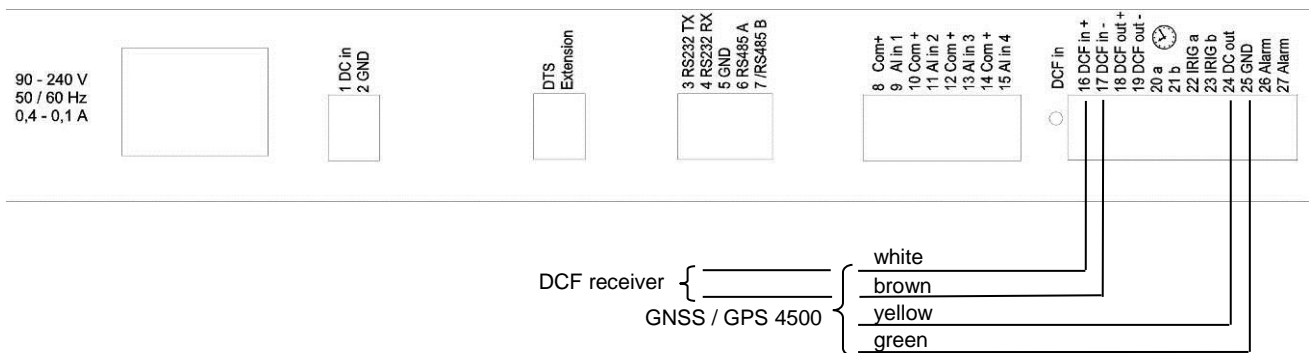 90 - 240 V
50 / 60 Hz
0,4 - 0,1 A
1 DC in
2 GND
DTS
Extension
3 RS232 TX
4 RS232 RX
5 GND
6 RS485 A
7 /RS485 B
8 Com+
9 Al in 1
10 Com +
11 Al in 2
12 Com +
13 Al in 3
14 Com +
15 Al in 4
DCF in
16 DCF in +
17 DCF in -
18 DCF out +
19 DCF out -
20 a
21 b
22 IRIG a
23 IRIG b
24 DC out
25 GND
26 Alarm
27 Alarm
white
DCF receiver
brown
GNSS / GPS 4500
yellow
green